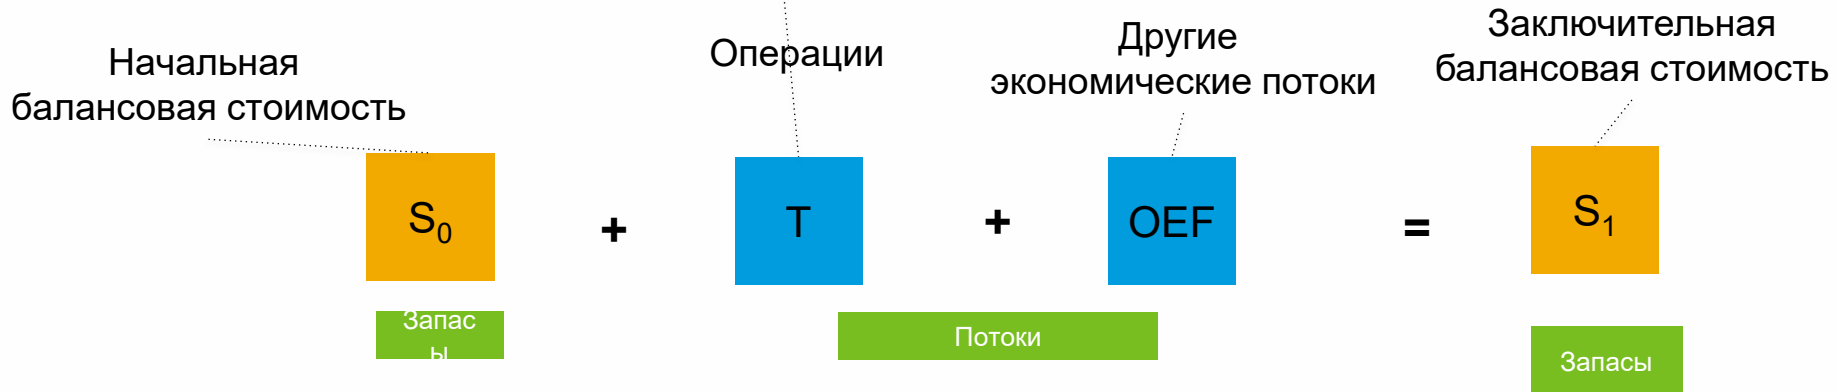 Начальная
балансовая стоимость
Операции
Другие
экономические потоки
Заключительная
балансовая стоимость
S₀
+
T
+
OEF
=
S₁
Запас
ы
Потоки
Запасы